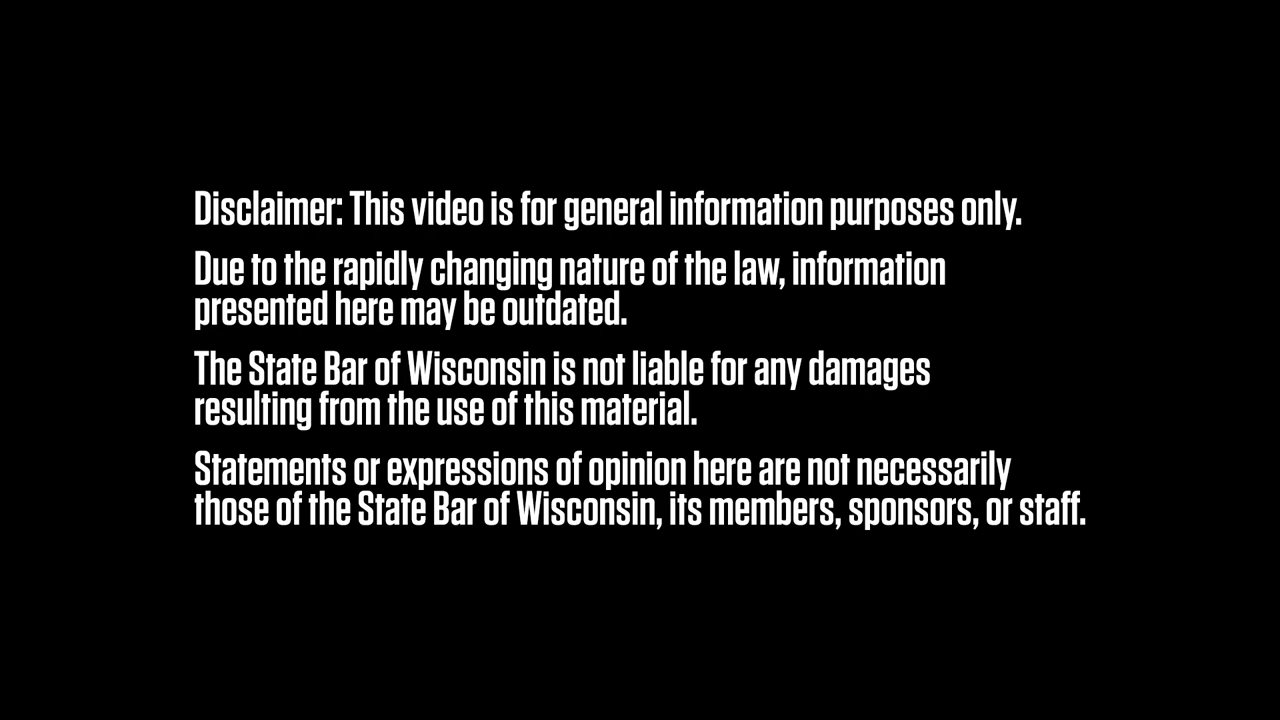 Disclaimer: This video is for general information purposes only.
Due to the rapidly changing nature of the law, information
presented here may be outdated.
The State Bar of Wisconsin is not liable for any damages
resulting from the use of this material.
Statements or expressions of opinion here are not necessarily
those of the State Bar of Wisconsin, its members, sponsors, or staff.